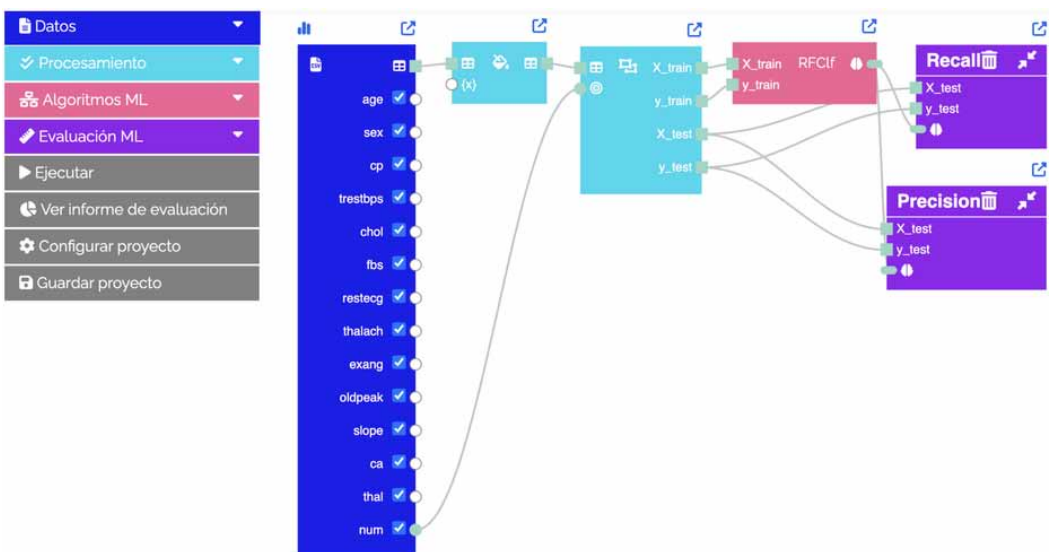 Datos
Procesamiento
Algoritmos ML
Evaluación ML
Ejecutar
Ver informe de evaluación
Configurar proyecto
Guardar proyecto
CSV
age
sex
cp
trestbps
chol
fbs
restecg
thalach
exang
oldpeak
slope
ca
thal
num
{x}
X_train
y_train
X_test
y_test
X_train RFClf
y_train
Recall
X_test
y_test
Precision
X_test
y_test